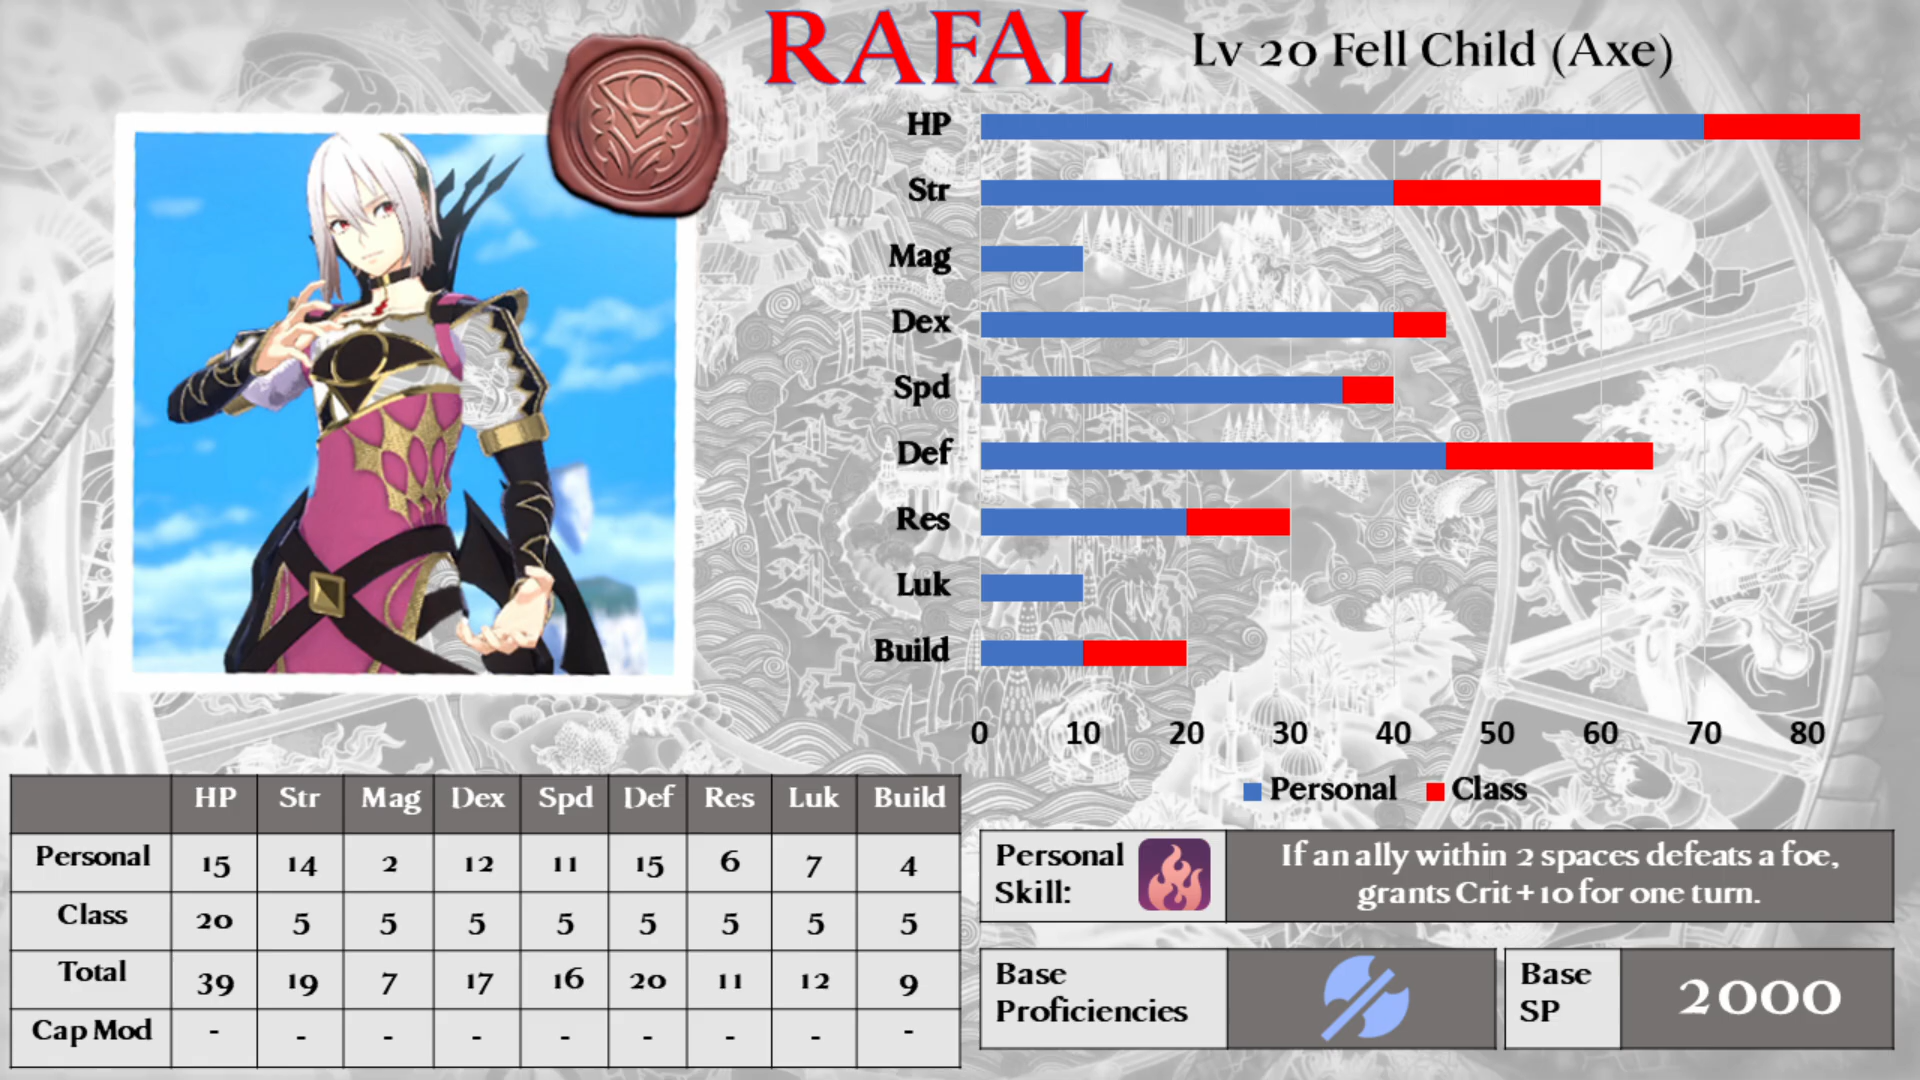 RAFAL
Lv 20 Fell Child (Axe)
HP
Str
Mag
Dex
Spd
Def
Res
Luk
Build
0 10 20 30 40 50 60 70 80
Personal Class
HP Str Mag Dex Spd Def Res Luk Build
Personal 15 14 2 12 11 15 6 7 4
Class 20 5 5 5 5 5 5 5 5
Total 39 19 7 17 16 20 11 12 9
Cap Mod - - - - - - - - -
Personal
Skill:
If an ally within 2 spaces defeats a foe,
grants Crit+10 for one turn.
Base
Proficiencies
Base
SP
2000